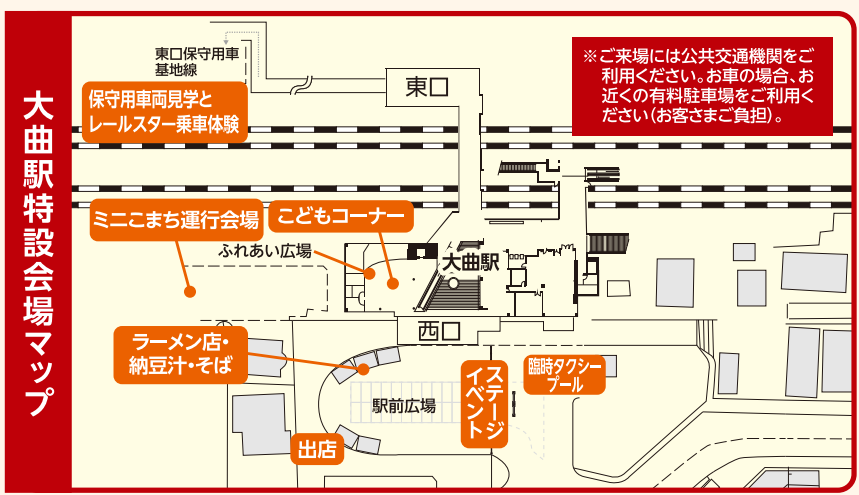 大曲駅特設会場マップ
東口保守用車
基地線
保守用車両見学と
レールスター乗車体験
東口
※ご来場には公共交通機関をご
利用ください。お車の場合、お
近くの有料駐車場をご利用く
ださい（お客さまご負担）。
ミニこまち運行会場
こどもコーナー
ふれあい広場
大曲駅
西口
ラーメン店・
納豆汁・そば
ステージ
イベント
臨時タクシー
プール
駅前広場
出店